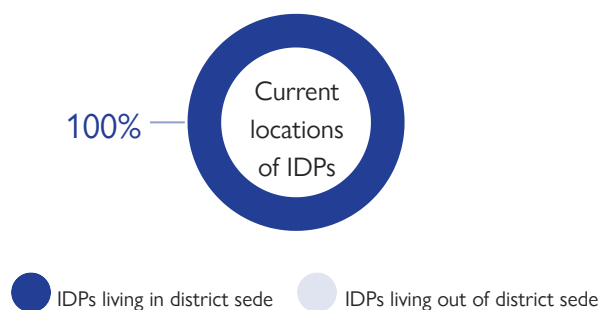 Current
locations
of IDPs
100%
IDPs living in district sede
IDPs living out of district sede